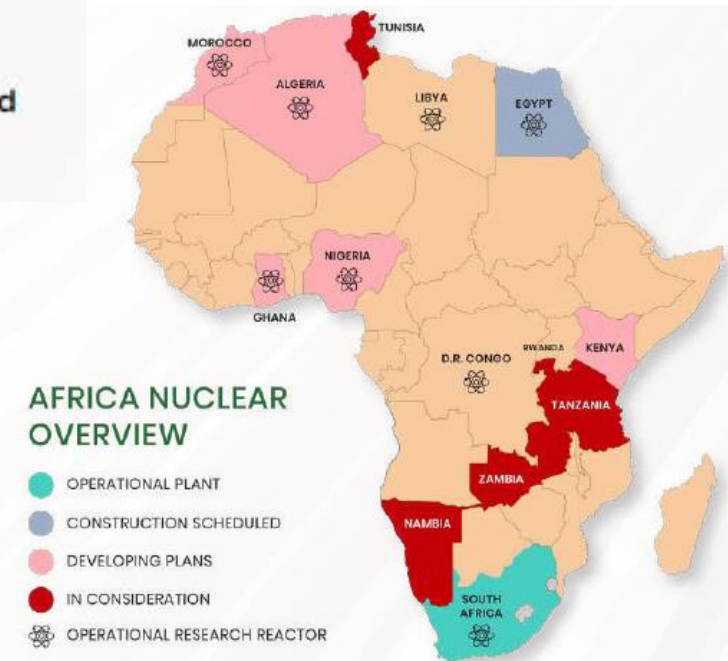 d
MOROCCO
TUNISIA
ALGERIA
LIBYA
EGYPT
NIGERIA
GHANA
D.R. CONGO
RWANDA
KENYA
TANZANIA
ZAMBIA
NAMBIA
SOUTH
AFRICA
AFRICA NUCLEAR
OVERVIEW
OPERATIONAL PLANT
CONSTRUCTION SCHEDULED
DEVELOPING PLANS
IN CONSIDERATION
OPERATIONAL RESEARCH REACTOR